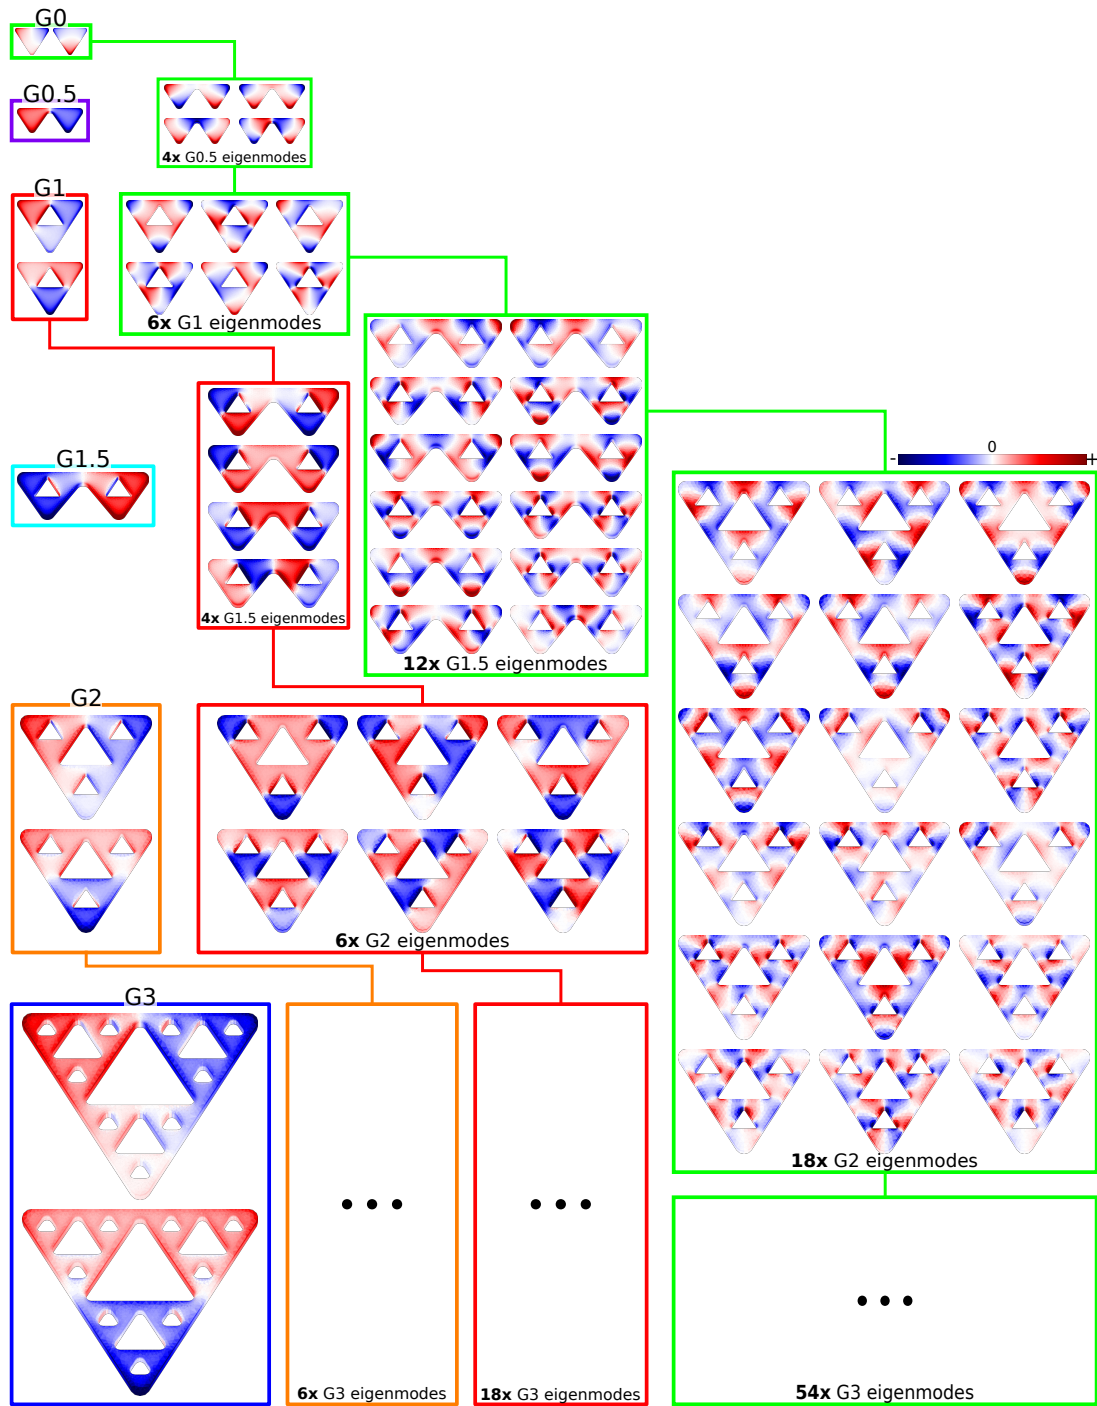 G0
G0.5
4x G0.5 eigenmodes
G1
6x G1 eigenmodes
G1.5
4x G1.5 eigenmodes
12x G1.5 eigenmodes
0
- +
G2
6x G2 eigenmodes
18x G2 eigenmodes
G3
• • •
• • •
• • •
6x G3 eigenmodes
18x G3 eigenmodes
54x G3 eigenmodes